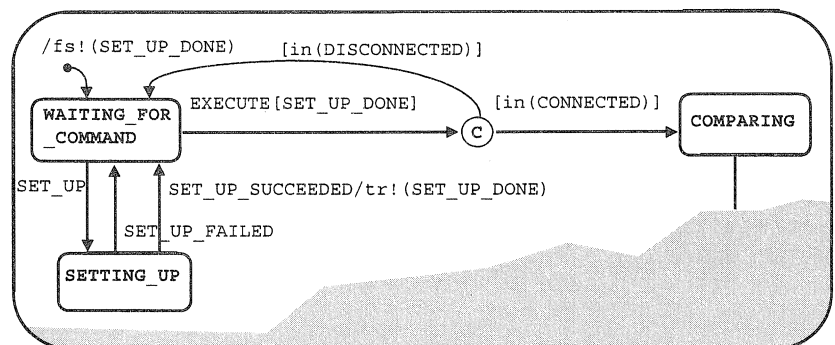 /fs!(SET_UP_DONE)
[in(DISCONNECTED)]
WAITING_FOR
_COMMAND
EXECUTE[SET_UP_DONE]
C
[in(CONNECTED)]
COMPARING
SET_UP
SET_UP_SUCCEEDED/tr!(SET_UP_DONE)
SET_UP_FAILED
SETTING_UP